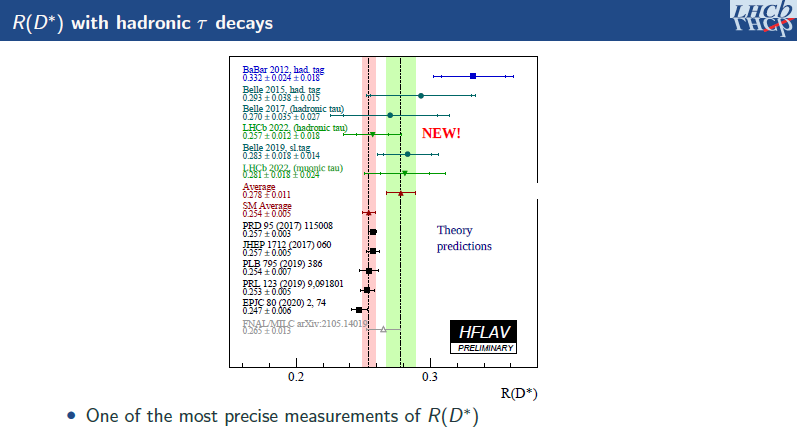 R(D*) with hadronic τ decays
LHCb
LHCb
BaBar 2012, had. tag
0.332 ± 0.024 ± 0.018
Belle 2015, had. tag
0.293 ± 0.038 ± 0.015
Belle 2017, (hadronic tau)
0.270 ± 0.035 ± 0.027
LHCb 2022, (hadronic tau)
0.257 ± 0.012 ± 0.018
NEW!
Belle 2019, sl.tag
0.283 ± 0.018 ± 0.014
LHCb 2022, (muonic tau)
0.281 ± 0.018 ± 0.024
Average
0.278 ± 0.011
SM Average
0.254 ± 0.005
PRD 95 (2017) 115008
0.257 ± 0.003
JHEP 1712 (2017) 060
0.257 ± 0.005
PLB 795 (2019) 386
0.254 ± 0.007
PRL 123 (2019) 9,091801
0.253 ± 0.005
EPJC 80 (2020) 2, 74
0.247 ± 0.006
FNAL/MILC arXiv:2105.14019
0.265 ± 0.013
Theory
predictions
HFLAV
PRELIMINARY
0.2
0.3
R(D*)
• One of the most precise measurements of R(D*)